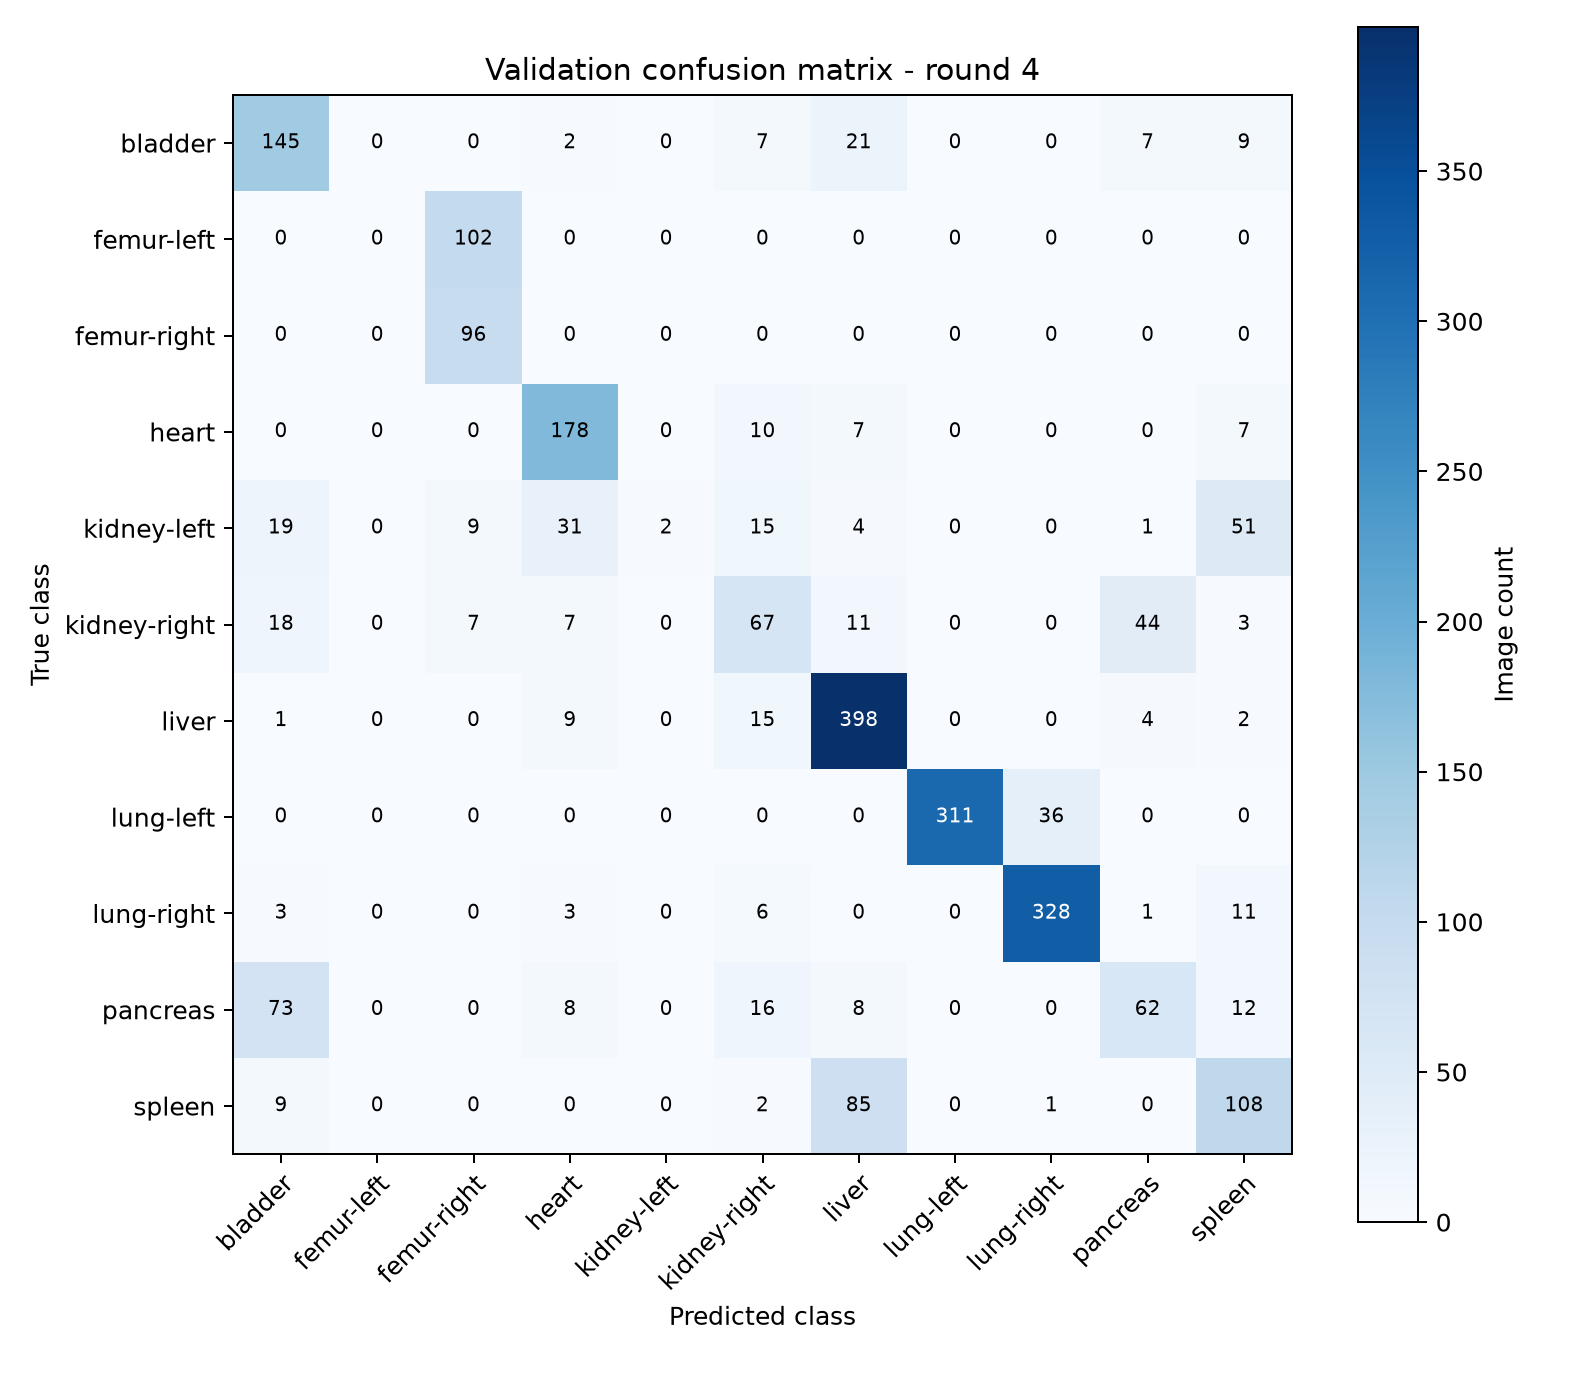 Validation confusion matrix - round 4
bladder 145 0 0 2 0 7 21 0 0 7 9
femur-left 0 0 102 0 0 0 0 0 0 0 0
femur-right 0 0 96 0 0 0 0 0 0 0 0
heart 0 0 0 178 0 10 7 0 0 0 7
kidney-left 19 0 9 31 2 15 4 0 0 1 51
kidney-right 18 0 7 7 0 67 11 0 0 44 3
liver 1 0 0 9 0 15 398 0 0 4 2
lung-left 0 0 0 0 0 0 0 311 36 0 0
lung-right 3 0 0 3 0 6 0 0 328 1 11
pancreas 73 0 0 8 0 16 8 0 0 62 12
spleen 9 0 0 0 0 2 85 0 1 0 108
True class
bladder femur-left femur-right heart kidney-left kidney-right liver lung-left lung-right pancreas spleen
Predicted class
350
300
250
200
150
100
50
0
Image count